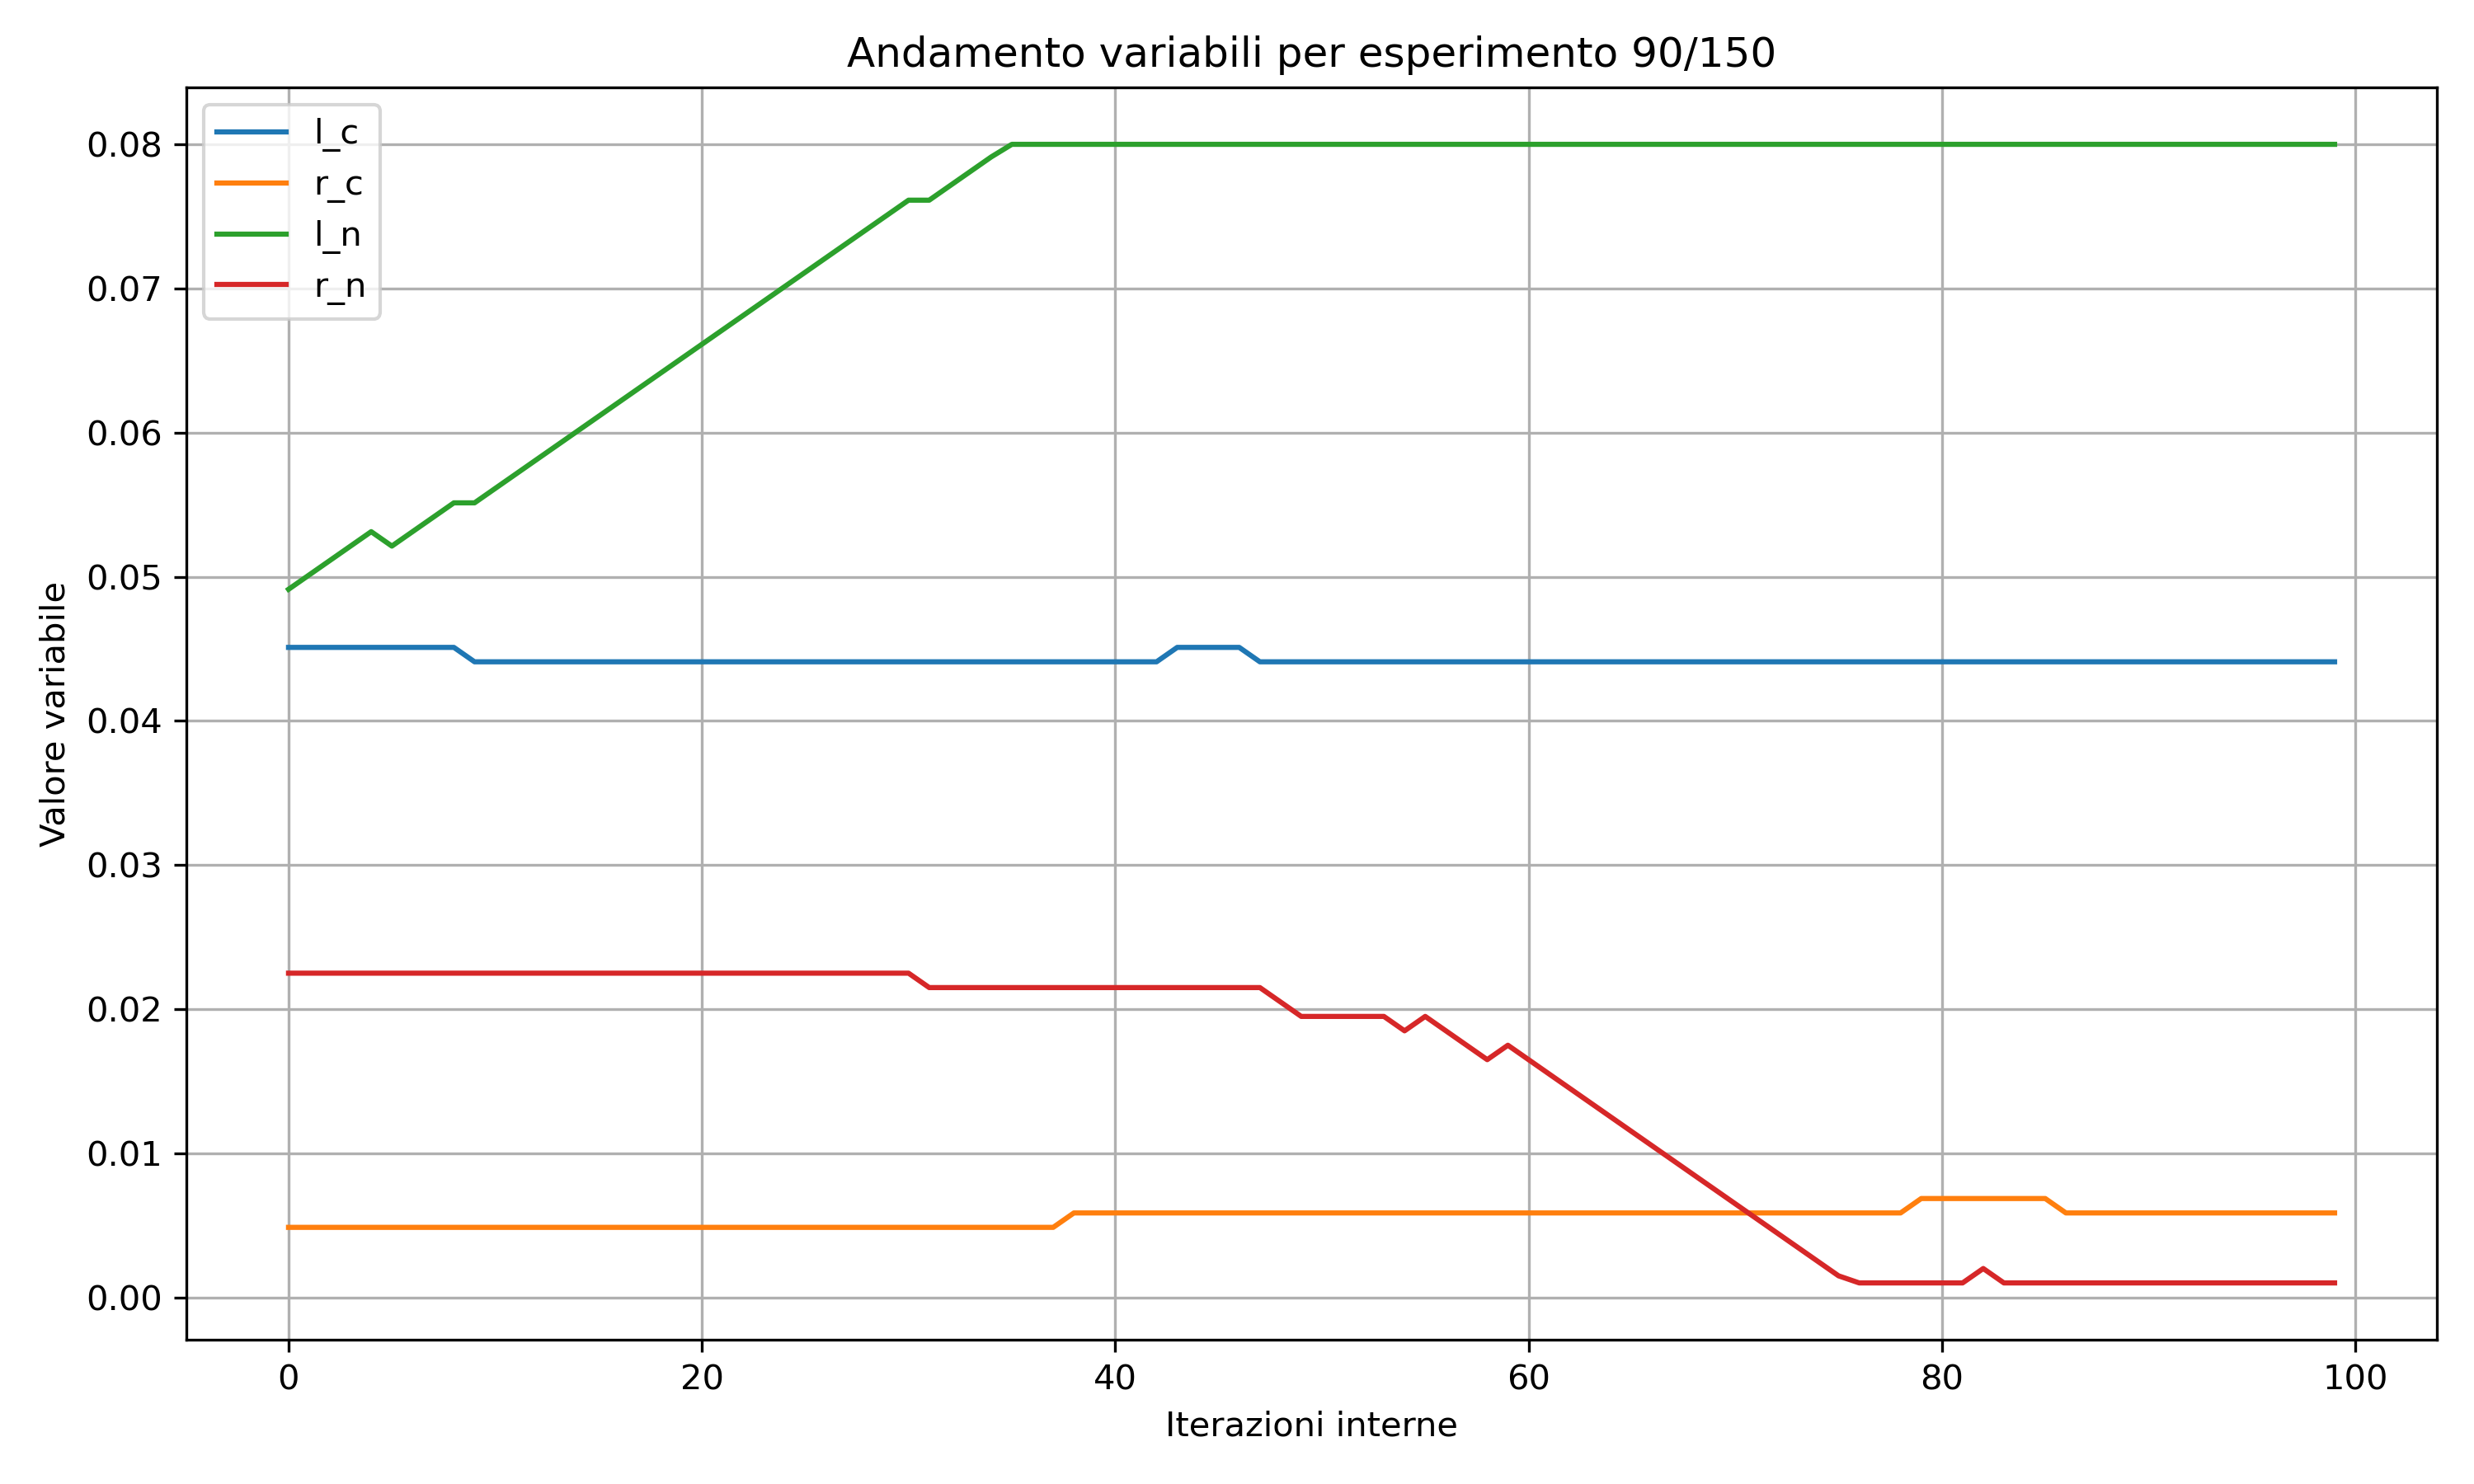 Andamento variabili per esperimento 90/150
l_c
r_c
l_n
r_n
0.08
0.07
0.06
0.05
0.04
0.03
0.02
0.01
0.00
Valore variabile
0 20 40 60 80 100
Iterazioni interne